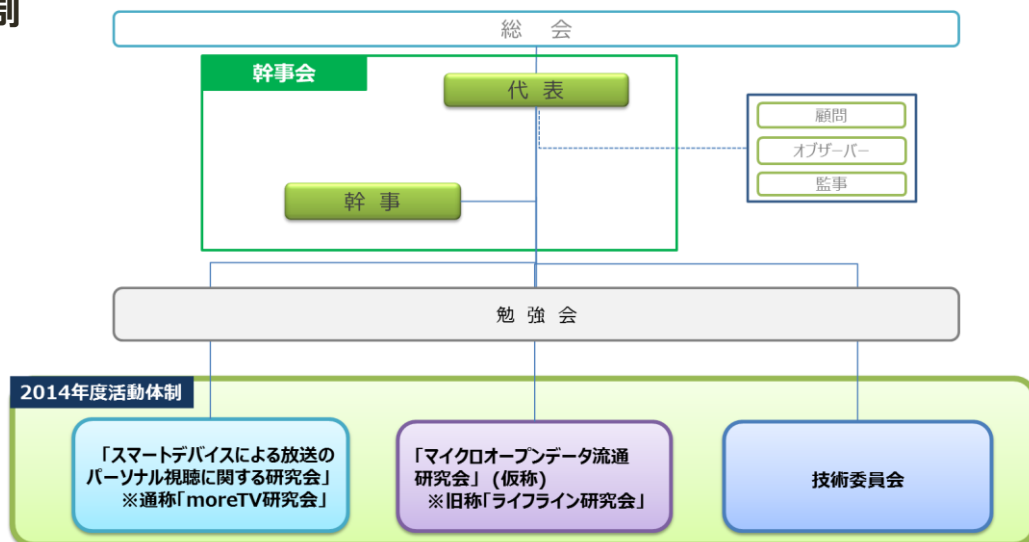 制
総 会
幹事会
代 表
顧問
オブザーバー
監事
幹 事
勉 強 会
2014年度活動体制
「スマートデバイスによる放送の
パーソナル視聴に関する研究会」
※通称「moreTV研究会」
「マイクロオープンデータ流通
研究会」 (仮称)
※旧称「ライフライン研究会」
技術委員会